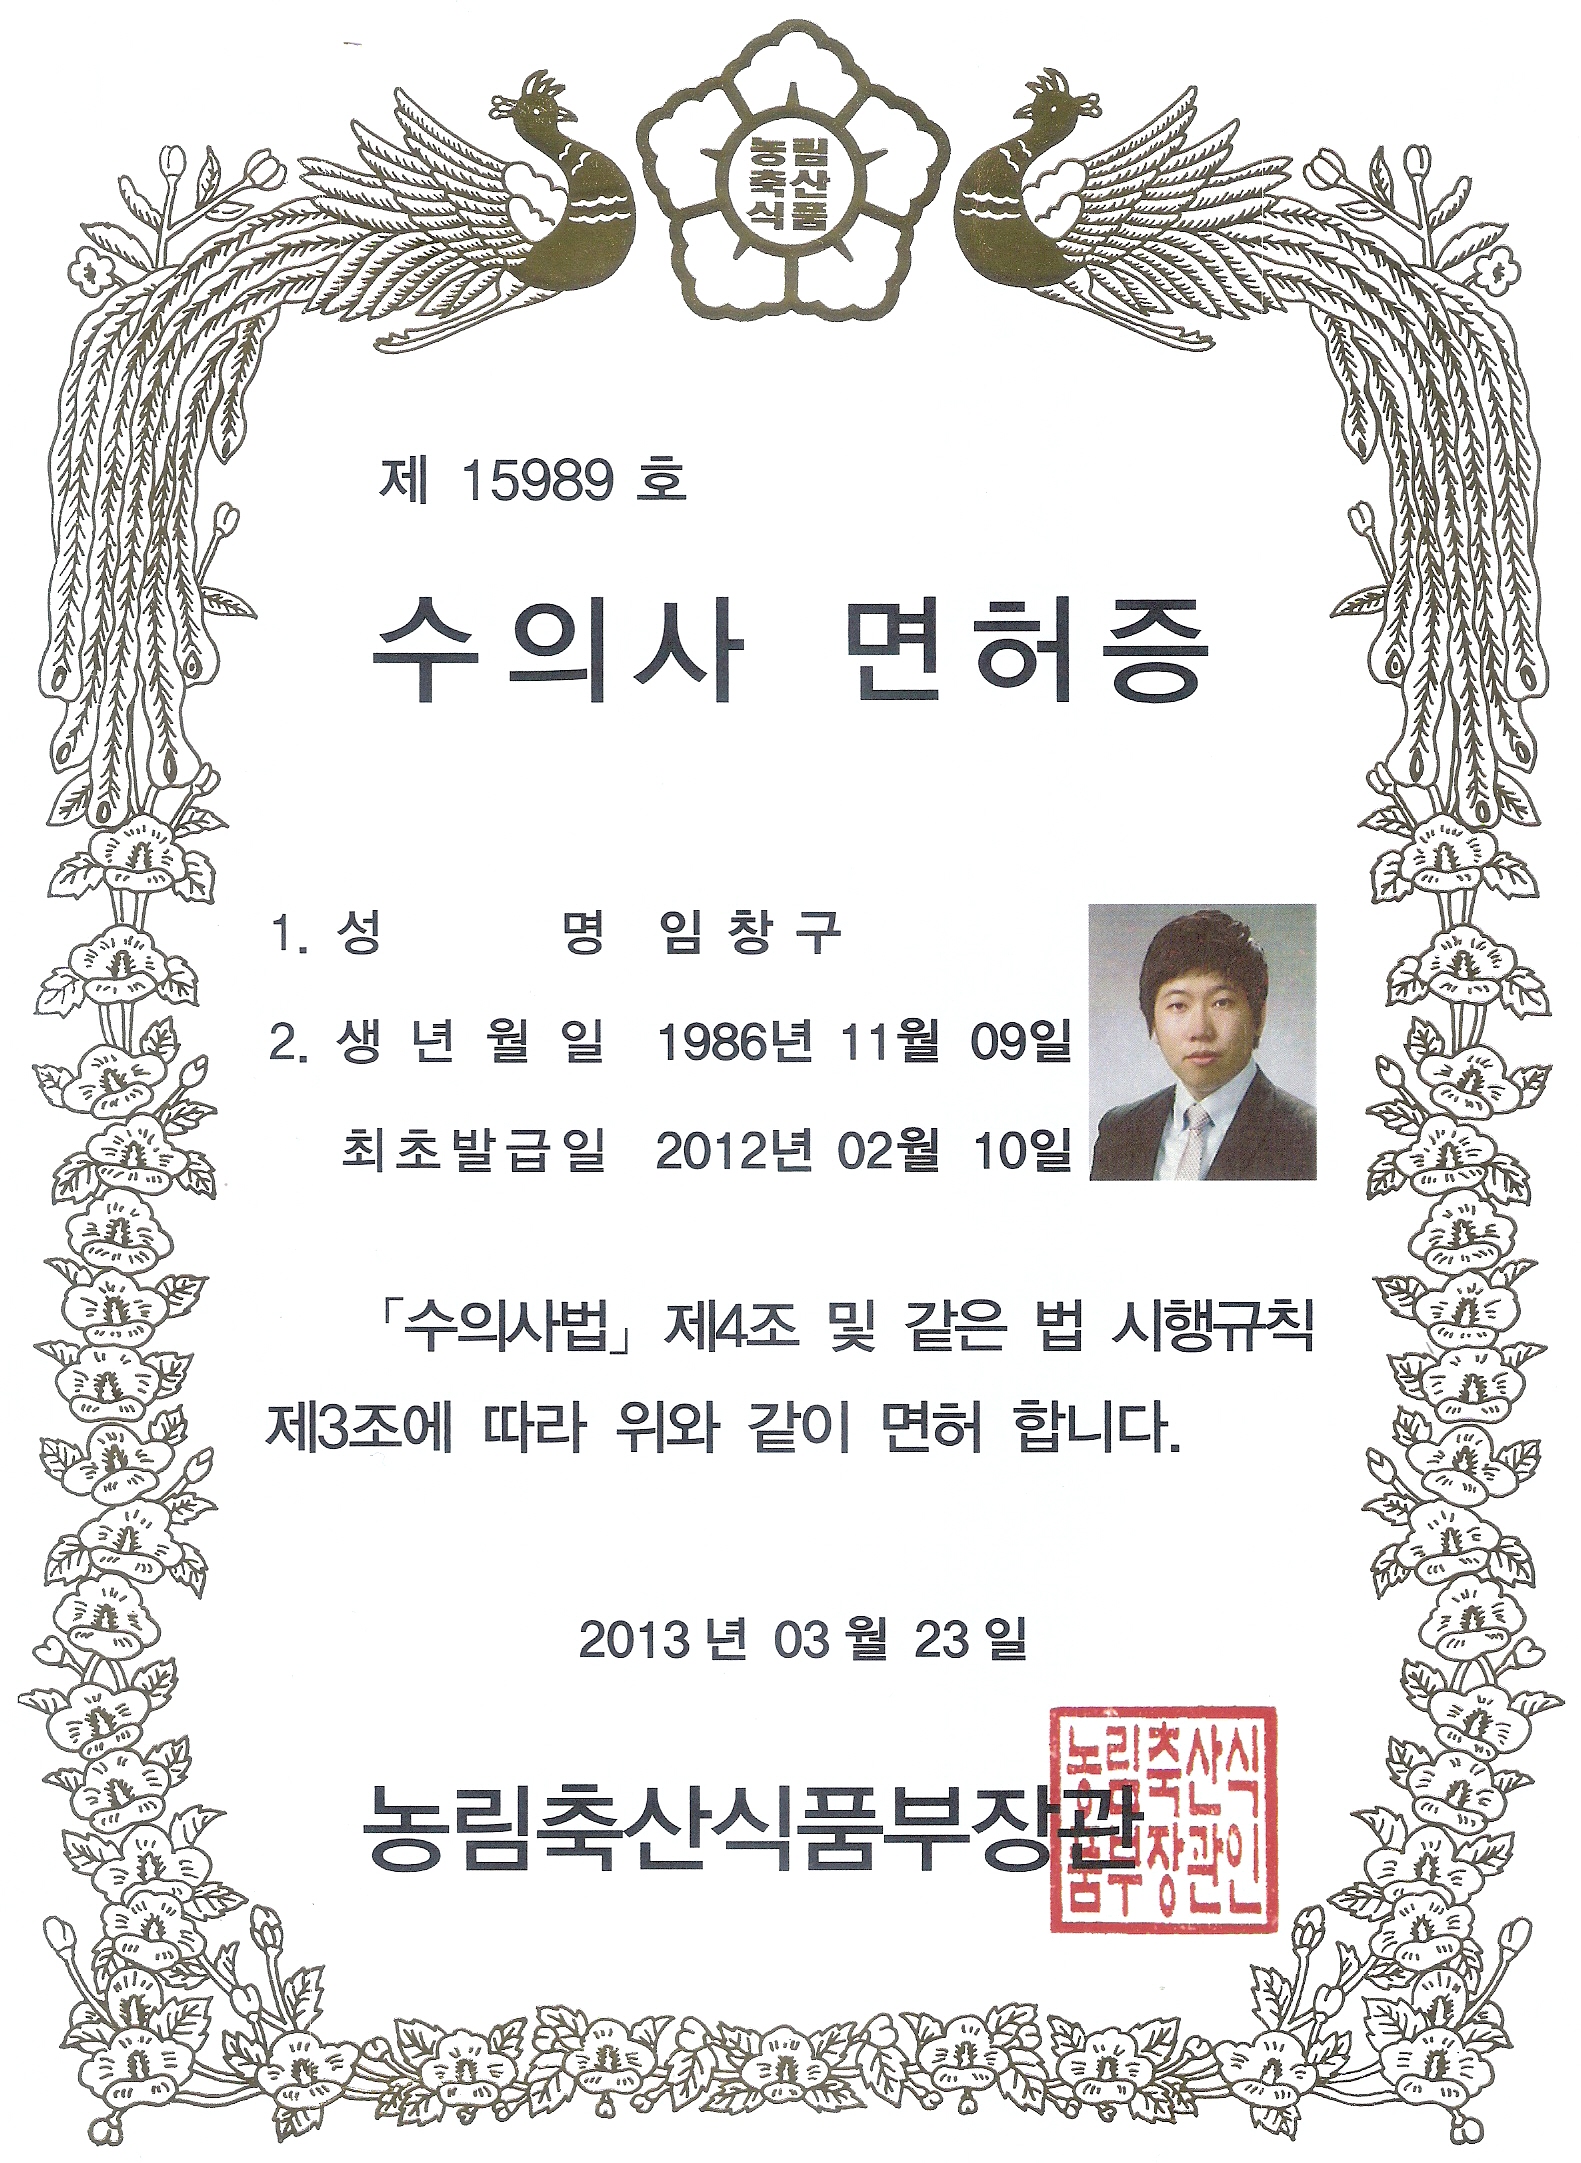 농림
축산
식품
제 15989 호
수의사 면허증
1. 성 명 임 창 구
2. 생 년 월 일 1986년 11월 09일
최초발급일 2012년 02월 10일
「수의사법」 제4조 및 같은 법 시행규칙
제3조에 따라 위와 같이 면허 합니다.
2013 년 03 월 23 일
농림축산식품부장관
농림축산식
품부장관인